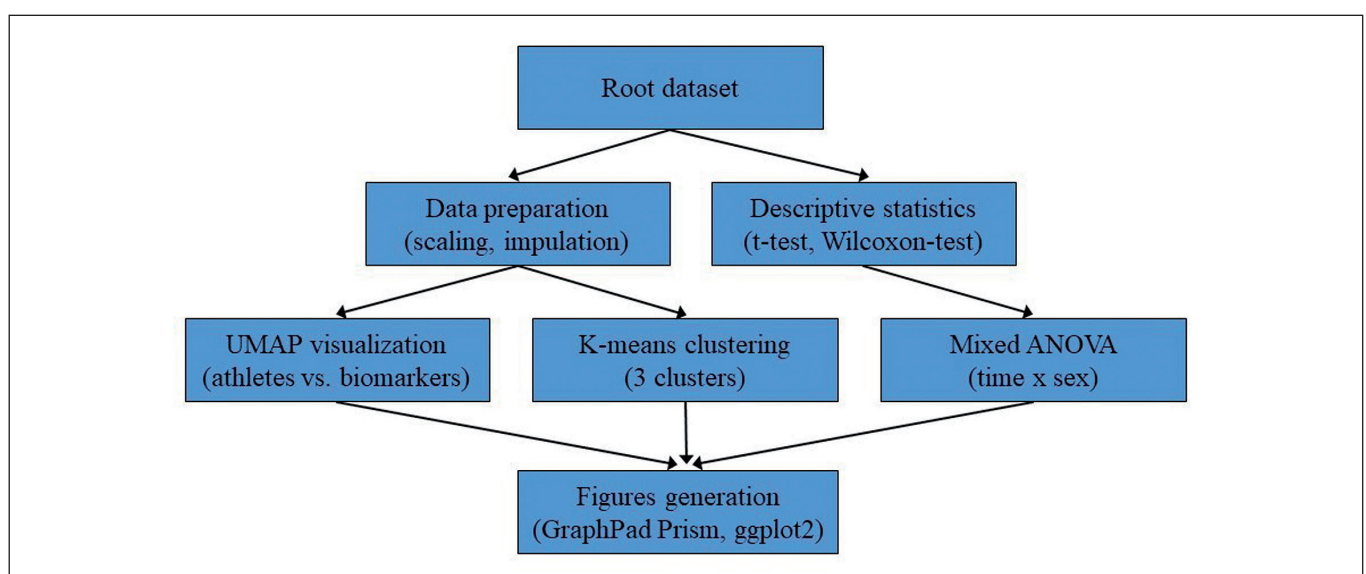 Root dataset
Data preparation
(scaling, impulation)
Descriptive statistics
(t-test, Wilcoxon-test)
UMAP visualization
(athletes vs. biomarkers)
K-means clustering
(3 clusters)
Mixed ANOVA
(time x sex)
Figures generation
(GraphPad Prism, ggplot2)